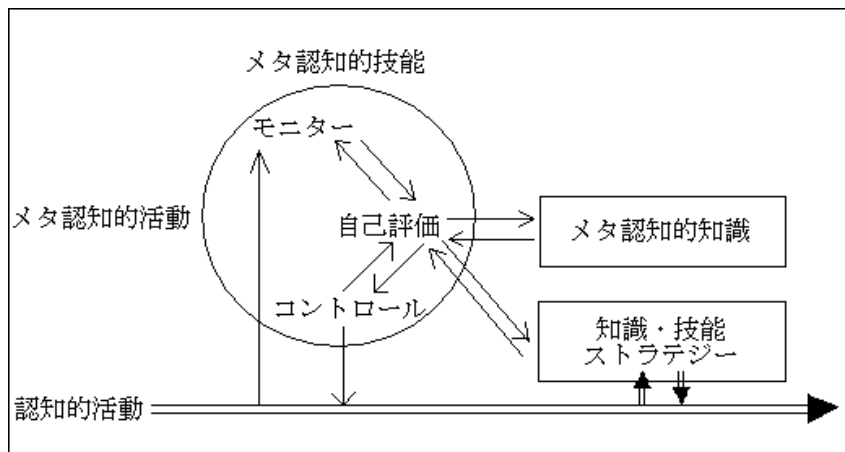 メタ認知的技能
モニター
メタ認知的活動
自己評価
メタ認知的知識
コントロール
知識・技能
ストラテジー
認知的活動